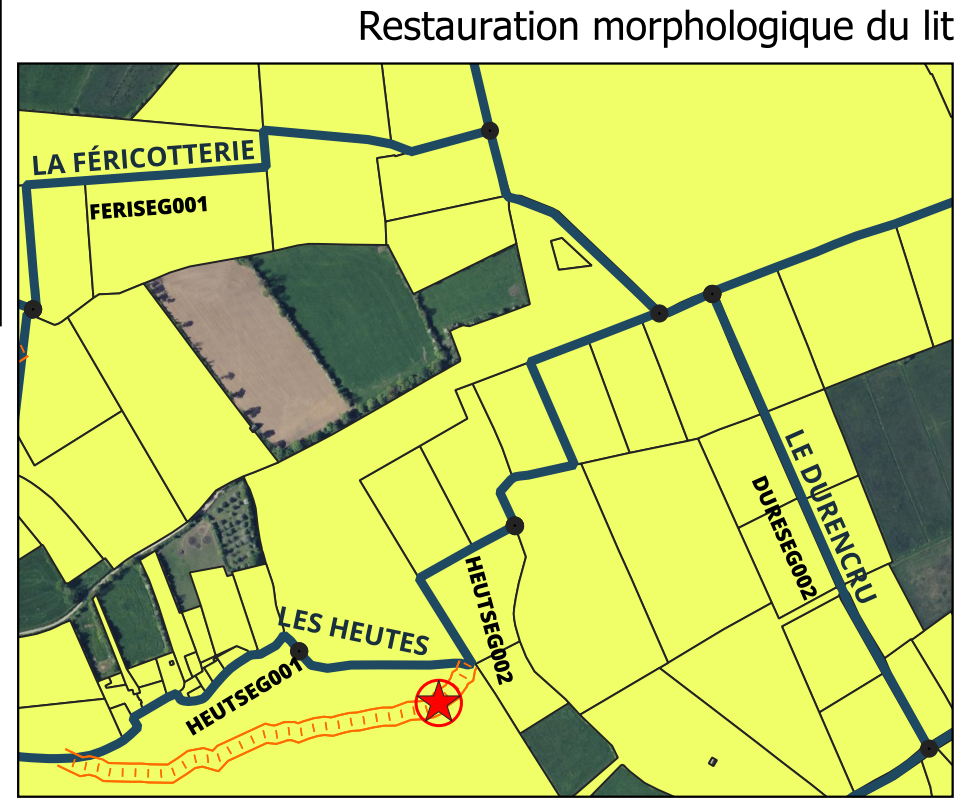 Restauration morphologique du lit
LA FÉRICOTTERIE
FERISEG001
LE DURENCRU
DURESEG002
HEUTSEG002
LES HEUTES
HEUTSEG001